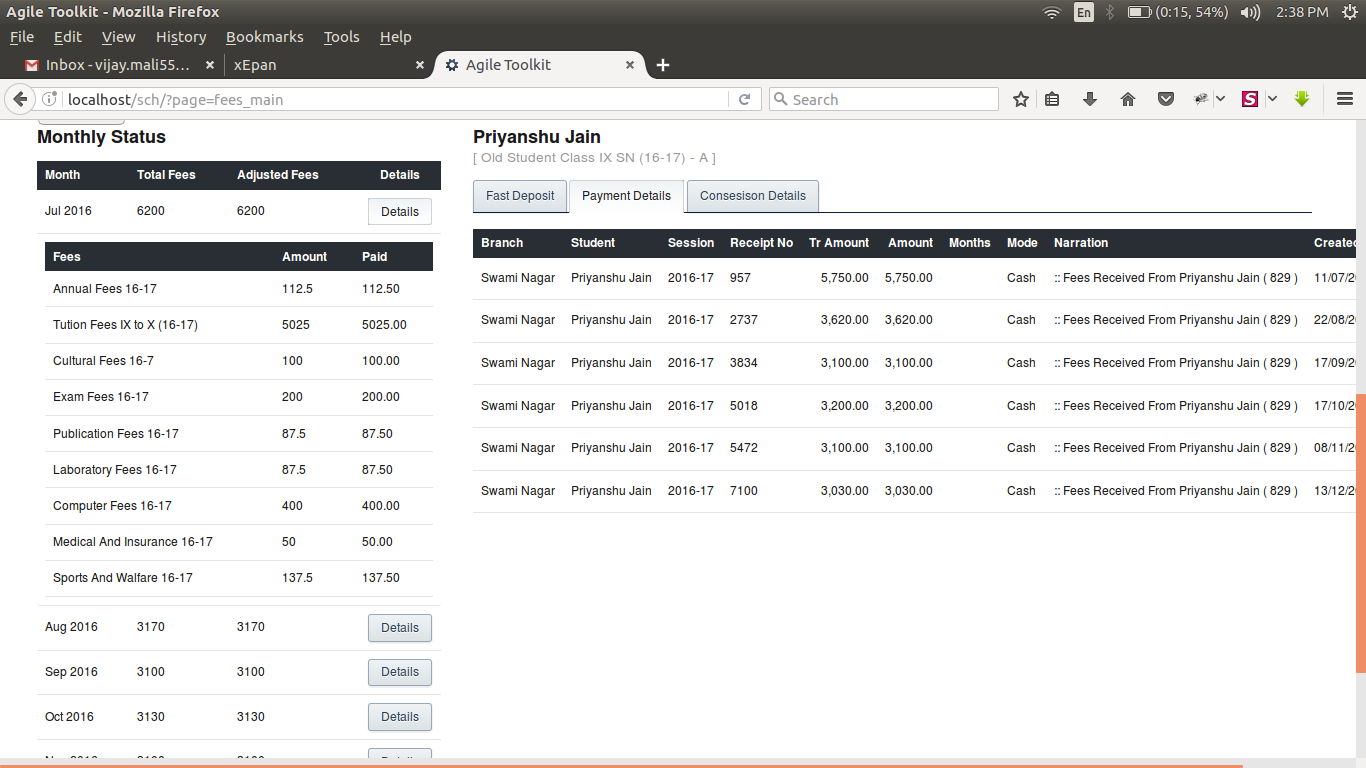 Agile Toolkit - Mozilla Firefox
En
(0:15, 54%)
2:38 PM
File Edit View History Bookmarks Tools Help
Inbox - vijay.mali55...
xEpan
Agile Toolkit
localhost/sch/?page=fees_main
Search
S
Monthly Status
Month Total Fees Adjusted Fees Details
Jul 2016 6200 6200 Details
Fees Amount Paid
Annual Fees 16-17 112.5 112.50
Tution Fees IX to X (16-17) 5025 5025.00
Cultural Fees 16-7 100 100.00
Exam Fees 16-17 200 200.00
Publication Fees 16-17 87.5 87.50
Laboratory Fees 16-17 87.5 87.50
Computer Fees 16-17 400 400.00
Medical And Insurance 16-17 50 50.00
Sports And Walfare 16-17 137.5 137.50
Aug 2016 3170 3170 Details
Sep 2016 3100 3100 Details
Oct 2016 3130 3130 Details
Priyanshu Jain
[ Old Student Class IX SN (16-17) - A ]
Fast Deposit Payment Details Consesison Details
Branch Student Session Receipt No Tr Amount Amount Months Mode Narration Created
Swami Nagar Priyanshu Jain 2016-17 957 5,750.00 5,750.00 Cash :: Fees Received From Priyanshu Jain ( 829 ) 11/07/20
Swami Nagar Priyanshu Jain 2016-17 2737 3,620.00 3,620.00 Cash :: Fees Received From Priyanshu Jain ( 829 ) 22/08/20
Swami Nagar Priyanshu Jain 2016-17 3834 3,100.00 3,100.00 Cash :: Fees Received From Priyanshu Jain ( 829 ) 17/09/20
Swami Nagar Priyanshu Jain 2016-17 5018 3,200.00 3,200.00 Cash :: Fees Received From Priyanshu Jain ( 829 ) 17/10/20
Swami Nagar Priyanshu Jain 2016-17 5472 3,100.00 3,100.00 Cash :: Fees Received From Priyanshu Jain ( 829 ) 08/11/20
Swami Nagar Priyanshu Jain 2016-17 7100 3,030.00 3,030.00 Cash :: Fees Received From Priyanshu Jain ( 829 ) 13/12/20